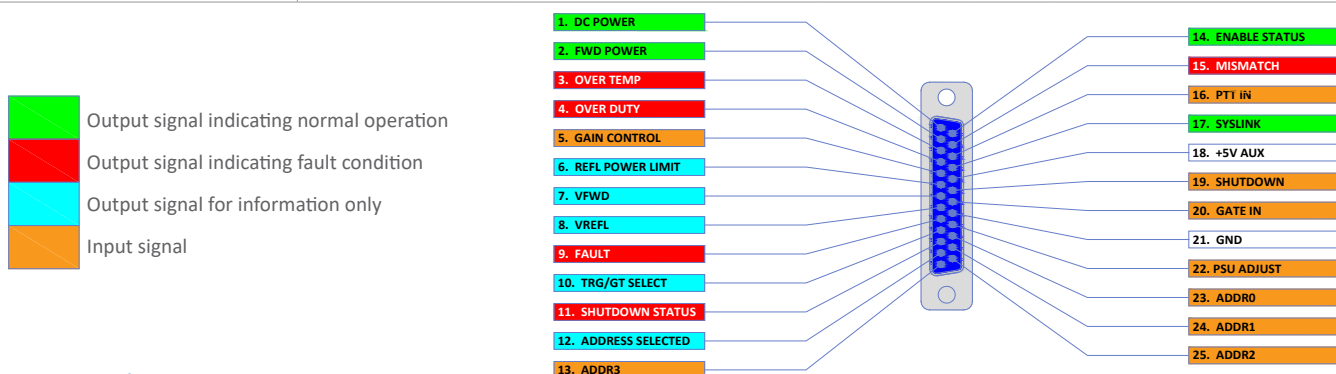 Output signal indicating normal operation
Output signal indicating fault condition
Output signal for information only
Input signal
1. DC POWER
2. FWD POWER
3. OVER TEMP
4. OVER DUTY
5. GAIN CONTROL
6. REFL POWER LIMIT
7. VFWD
8. VREFL
9. FAULT
10. TRG/GT SELECT
11. SHUTDOWN STATUS
12. ADDRESS SELECTED
13. ADDR3
14. ENABLE STATUS
15. MISMATCH
16. PTT IN
17. SYSLINK
18. +5V AUX
19. SHUTDOWN
20. GATE IN
21. GND
22. PSU ADJUST
23. ADDR0
24. ADDR1
25. ADDR2